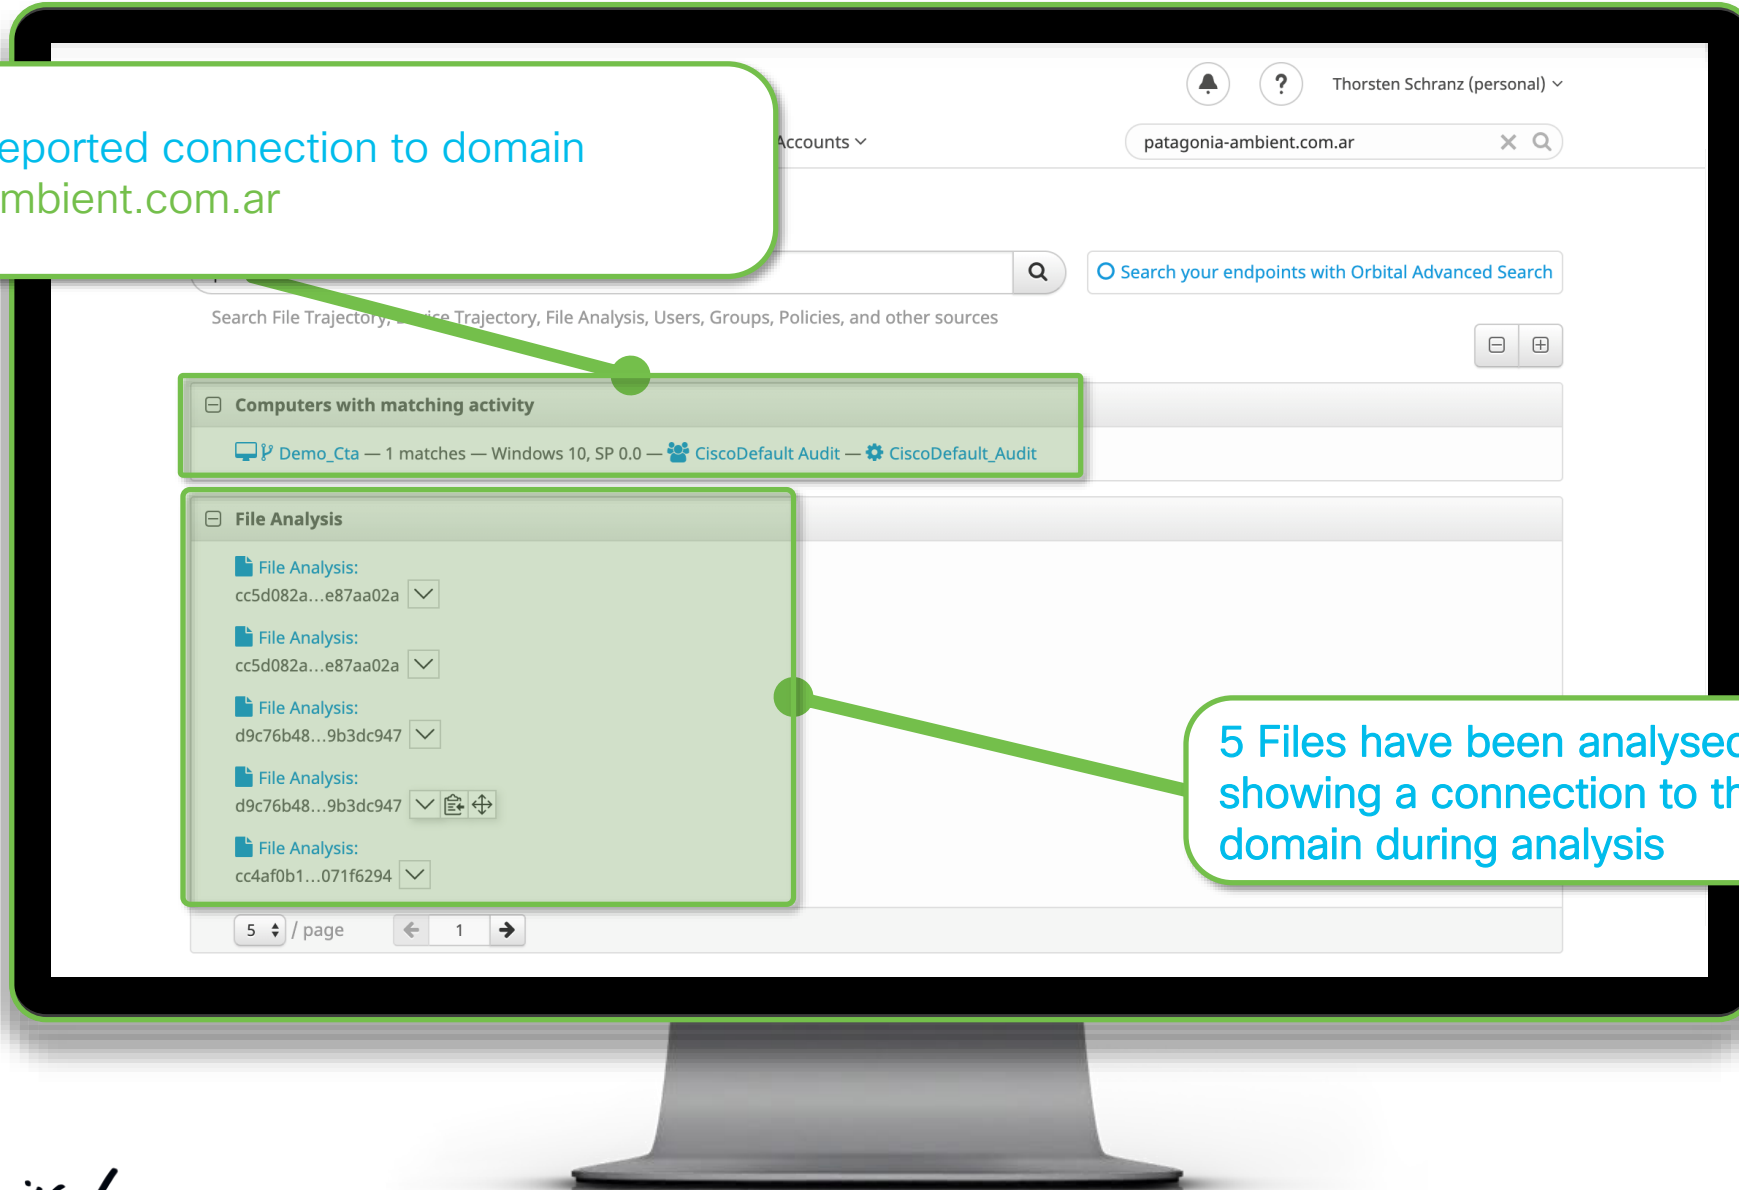 Thorsten Schranz (personal)
eported connection to domain
mbient.com.ar
Accounts
patagonia-ambient.com.ar
Search your endpoints with Orbital Advanced Search
Search File Trajectory, Trajectory, File Analysis, Users, Groups, Policies, and other sources
Computers with matching activity
Demo_Cta — 1 matches — Windows 10, SP 0.0 — CiscoDefault Audit — CiscoDefault_Audit
File Analysis
File Analysis:
cc5d082a...e87aa02a
File Analysis:
cc5d082a...e87aa02a
File Analysis:
d9c76b48...9b3dc947
File Analysis:
d9c76b48...9b3dc947
File Analysis:
cc4af0b1...071f6294
5 Files have been analysed
showing a connection to th
domain during analysis
5 / page 1